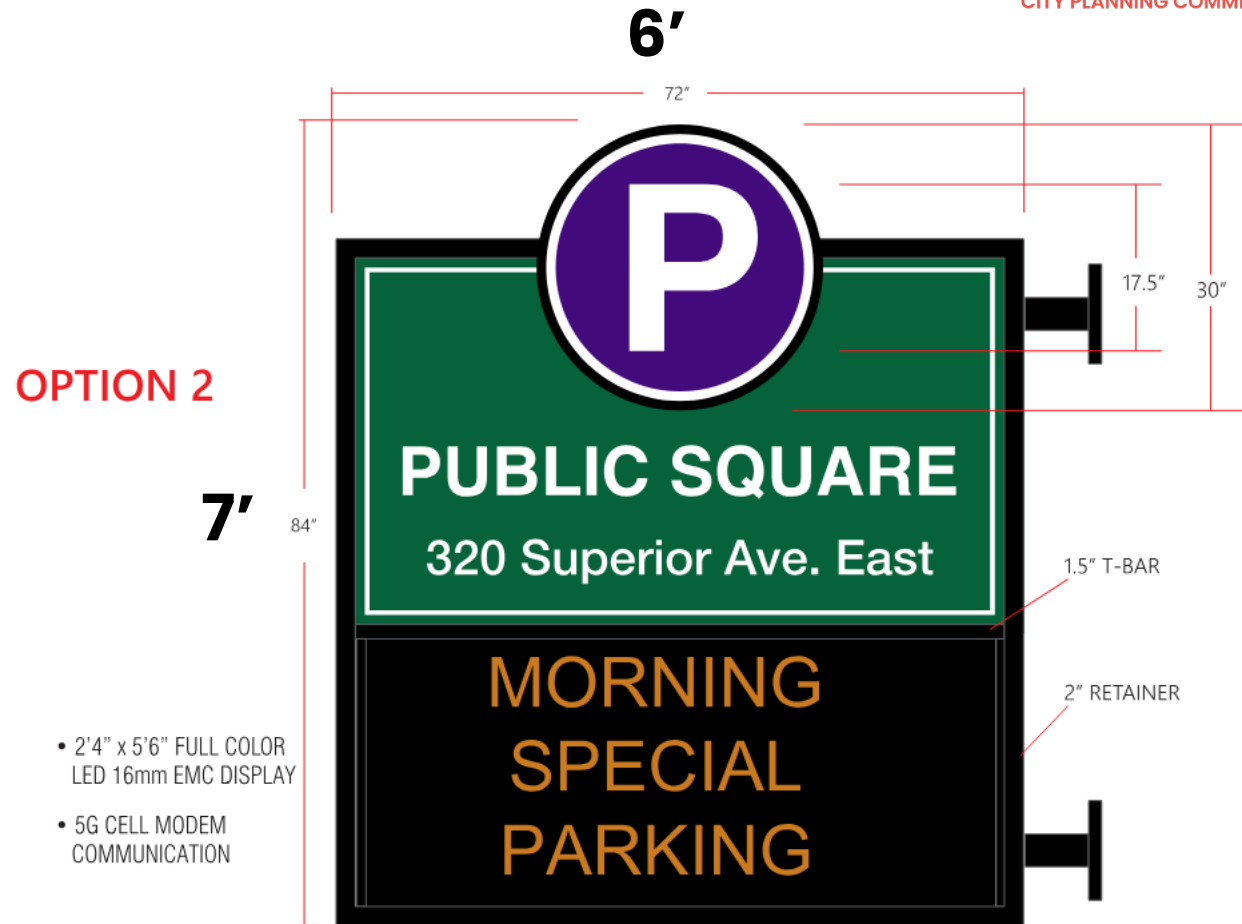 CITY PLANNING COMM
6′
72″
P
17.5″
30″
OPTION 2
PUBLIC SQUARE
7′
84″
320 Superior Ave. East
1.5″ T-BAR
MORNING
2″ RETAINER
SPECIAL
• 2’4” x 5’6” FULL COLOR
LED 16mm EMC DISPLAY
PARKING
• 5G CELL MODEM
COMMUNICATION